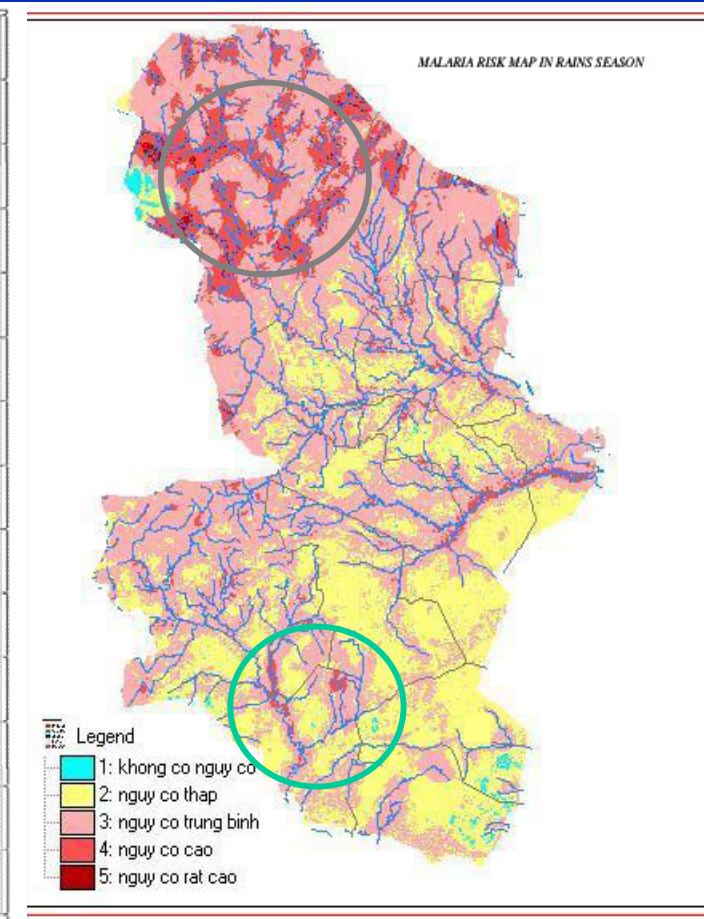 MALARIA RISK MAP IN RAINS SEASON
Legend
1: khong co nguy co
2: nguy co thap
3: nguy co trung binh
4: nguy co cao
5: nguy co rat cao